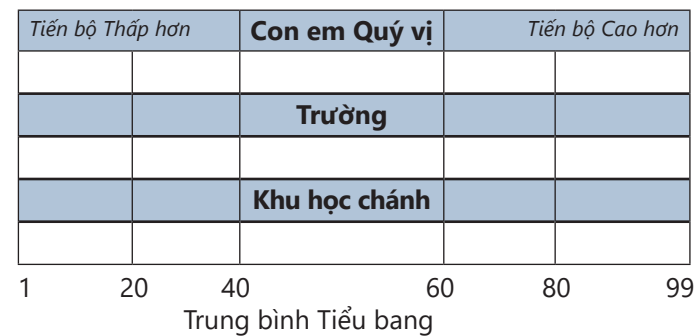 Tiến bộ Thấp hơn Con em Quý vị Tiến bộ Cao hơn
Trường
Khu học chánh
1 20 40 60 80 99
Trung bình Tiểu bang